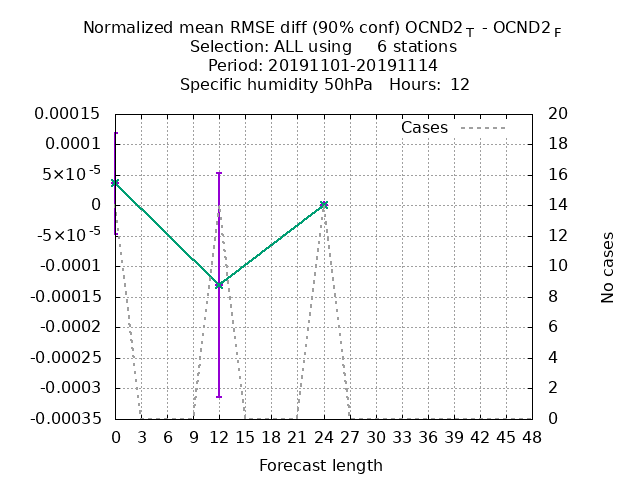 Normalized mean RMSE diff (90% conf) OCND2 T - OCND2 F
Selection: ALL using 6 stations
Period: 20191101-20191114
Specific humidity 50hPa Hours: 12
Cases
0.00015
0.0001
5×10-5
0
-5×10-5
-0.0001
-0.00015
-0.0002
-0.00025
-0.0003
-0.00035
20
18
16
14
12
10
8
6
4
2
0
No cases
0 3 6 9 12 15 18 21 24 27 30 33 36 39 42 45 48
Forecast length